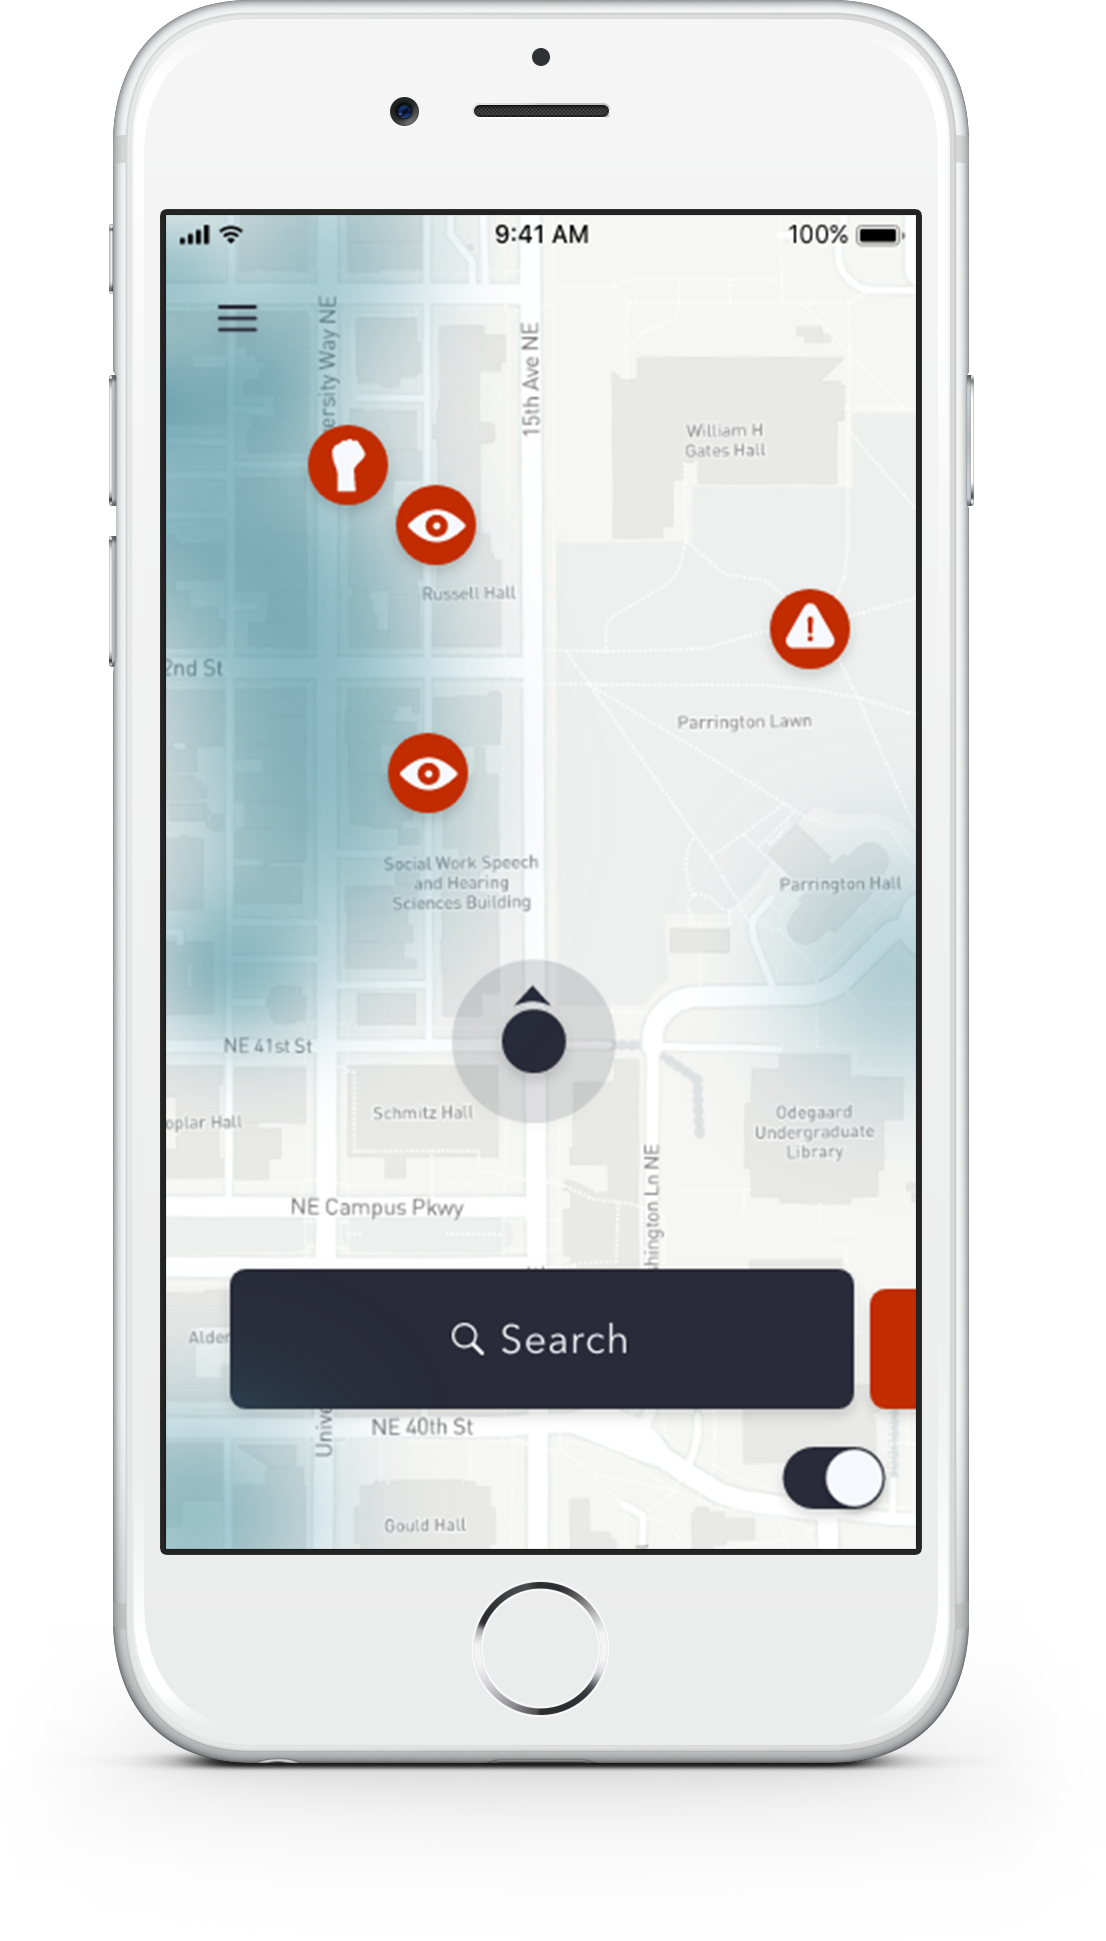 9:41 AM
100%
ersity Way NE
15th Ave NE
William H
Gates Hall
Russell Hall
2nd St
Parrington Lawn
Social Work Speech
and Hearing
Sciences Building
Parrington Hall
NE 41st St
oplar Hall
Schmitz Hall
Odegaard
Undergraduate
Library
hington Ln NE
NE Campus Pkwy
Search
Alder
Unive
NE 40th St
Gould Hall